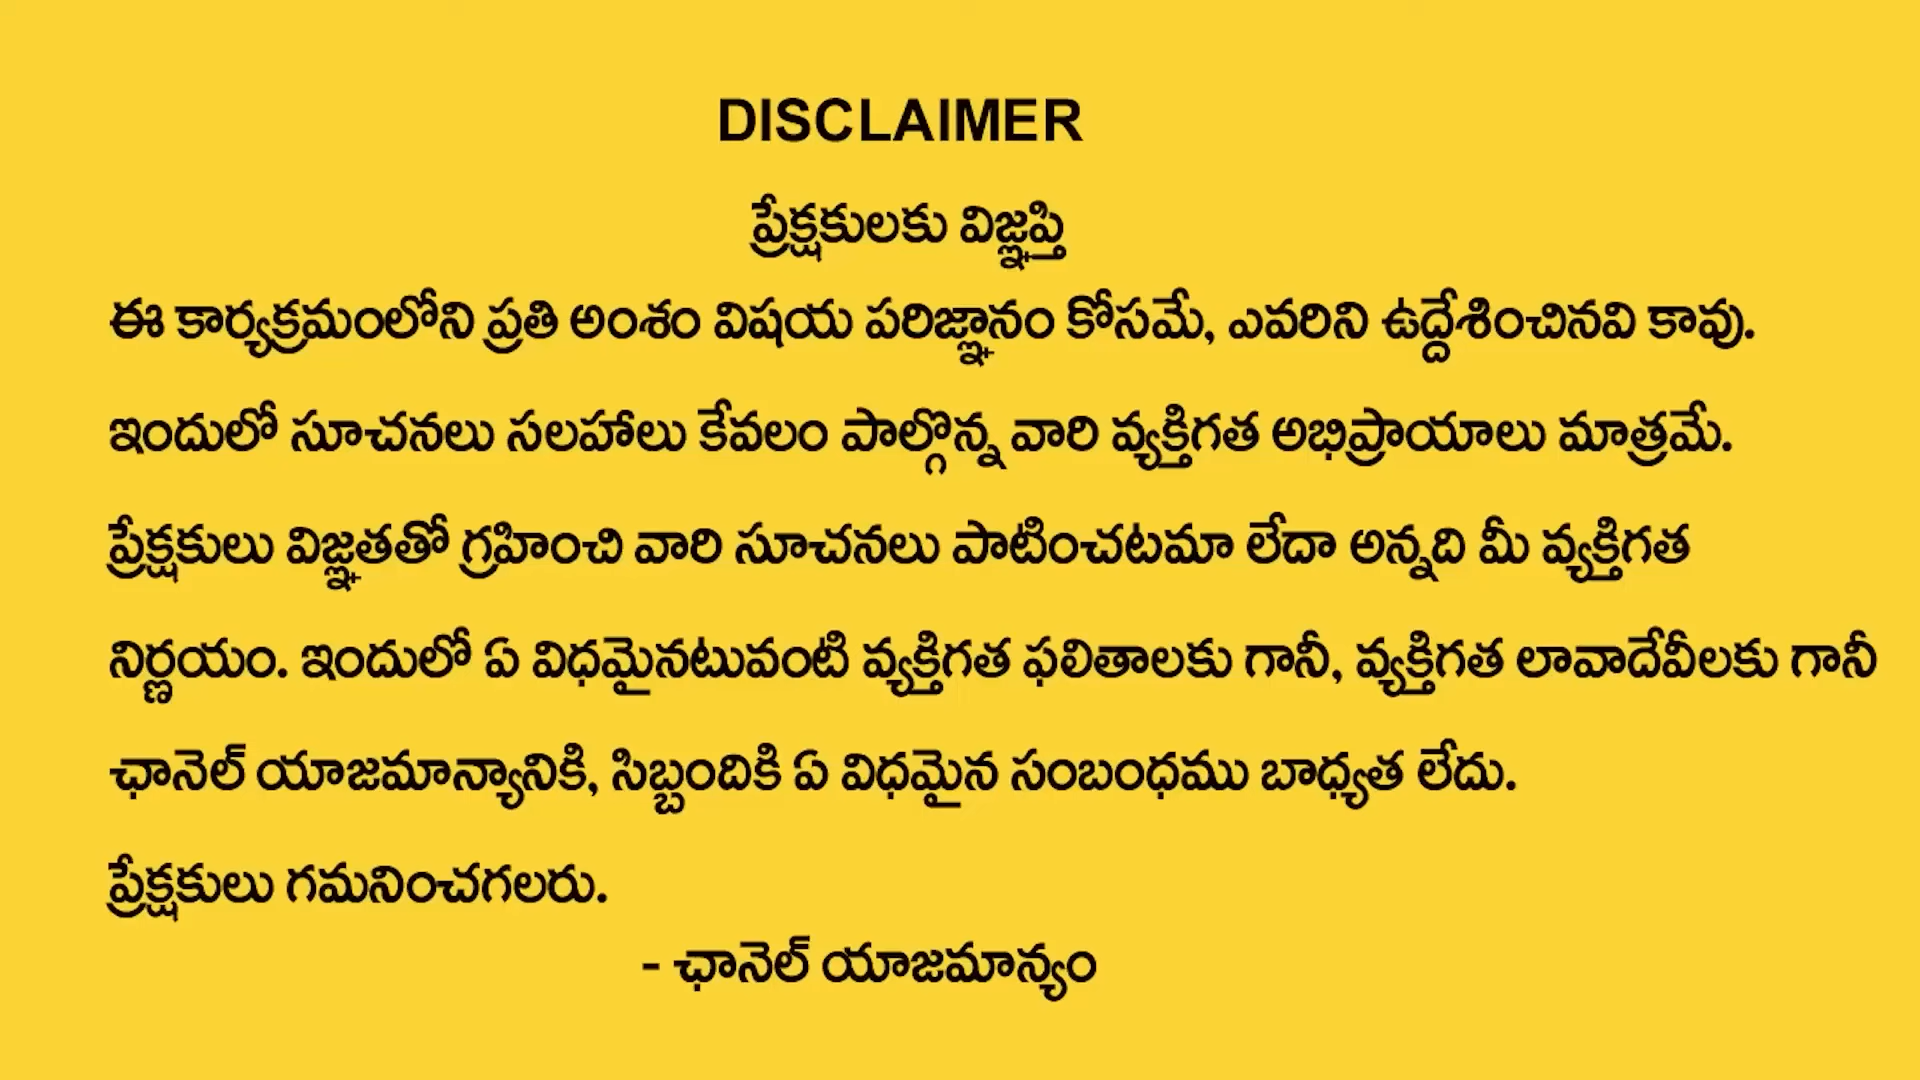 DISCLAIMER
ప్రేక్షకులకు విజ్ఞప్తి
ఈ కార్యక్రమంలోని ప్రతి అంశం విషయ పరిజ్ఞానం కోసమే, ఎవరిని ఉద్దేశించినవి కావు.
ఇందులో సూచనలు సలహాలు కేవలం పాల్గొన్న వారి వ్యక్తిగత అభిప్రాయాలు మాత్రమే.
ప్రేక్షకులు విజ్ఞతతో గ్రహించి వారి సూచనలు పాటించటమా లేదా అన్నది మీ వ్యక్తిగత
నిర్ణయం. ఇందులో ఏ విధమైనటువంటి వ్యక్తిగత ఫలితాలకు గానీ, వ్యక్తిగత లావాదేవీలకు గానీ
ఛానెల్ యాజమాన్యానికి, సిబ్బందికి ఏ విధమైన సంబంధము బాధ్యత లేదు.
ప్రేక్షకులు గమనించగలరు.
- ఛానెల్ యాజమాన్యం